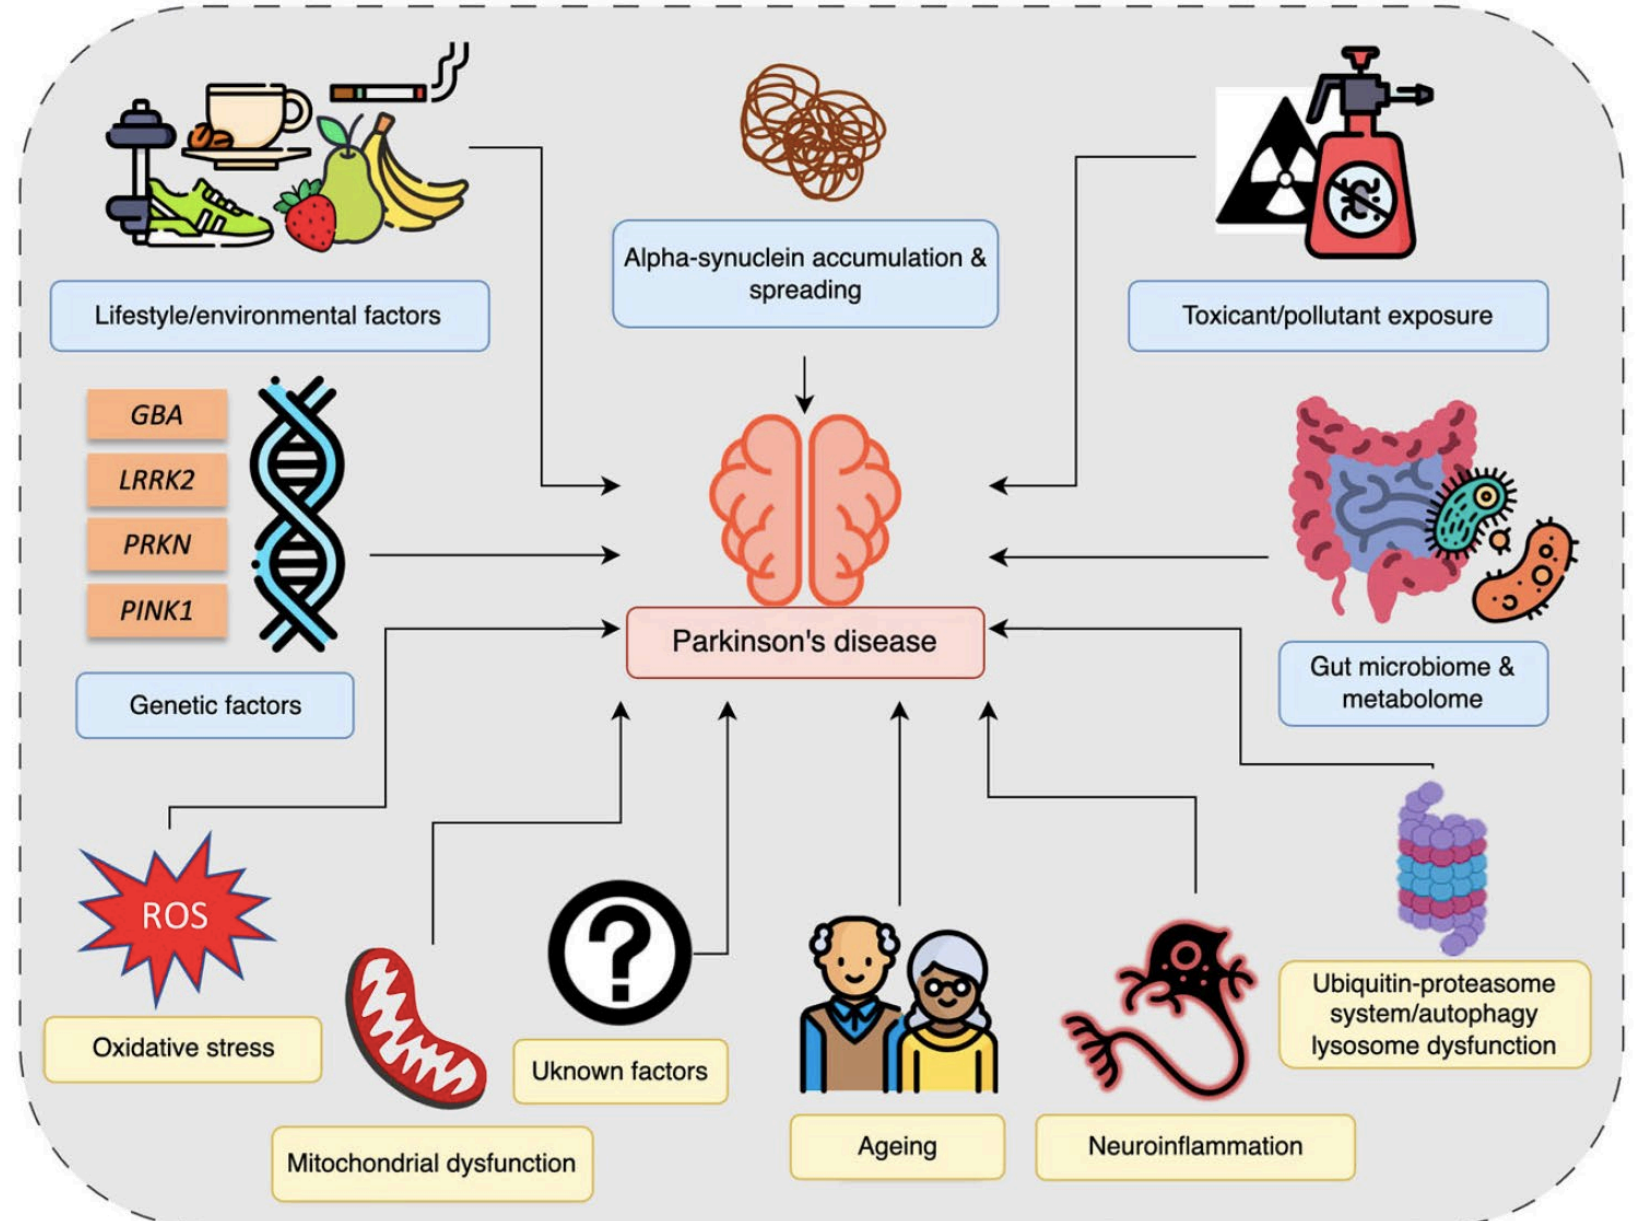 Lifestyle/environmental factors
Alpha-synuclein accumulation &
spreading
Toxicant/pollutant exposure
GBA
LRRK2
PRKN
PINK1
Genetic factors
Parkinson's disease
Gut microbiome &
metabolome
ROS
Oxidative stress
Mitochondrial dysfunction
?
Uknown factors
Ageing
Neuroinflammation
Ubiquitin-proteasome
system/autophagy
lysosome dysfunction